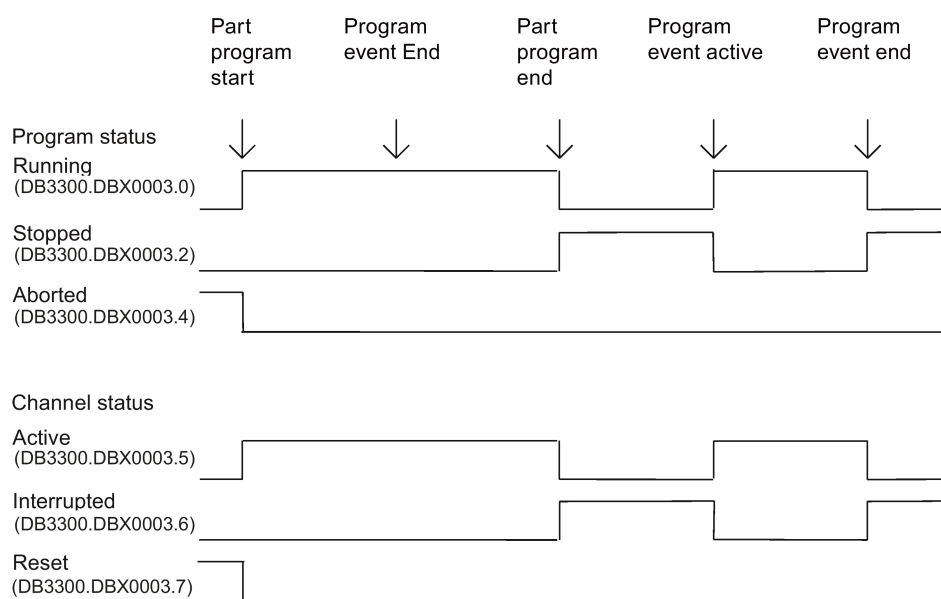 Part
program
start
Program
event End
Part
program
end
Program
event active
Program
event end
Program status
Running
(DB3300.DBX0003.0)
Stopped
(DB3300.DBX0003.2)
Aborted
(DB3300.DBX0003.4)
Channel status
Active
(DB3300.DBX0003.5)
Interrupted
(DB3300.DBX0003.6)
Reset
(DB3300.DBX0003.7)